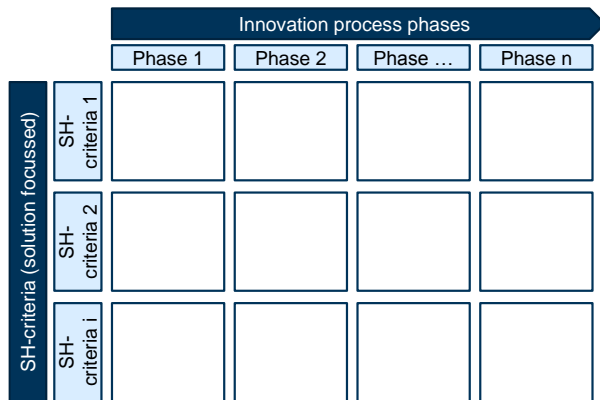 Innovation process phases
Phase 1
Phase 2
Phase …
Phase n
SH-criteria (solution focussed)
SH-
criteria 1
SH-
criteria 2
SH-
criteria i